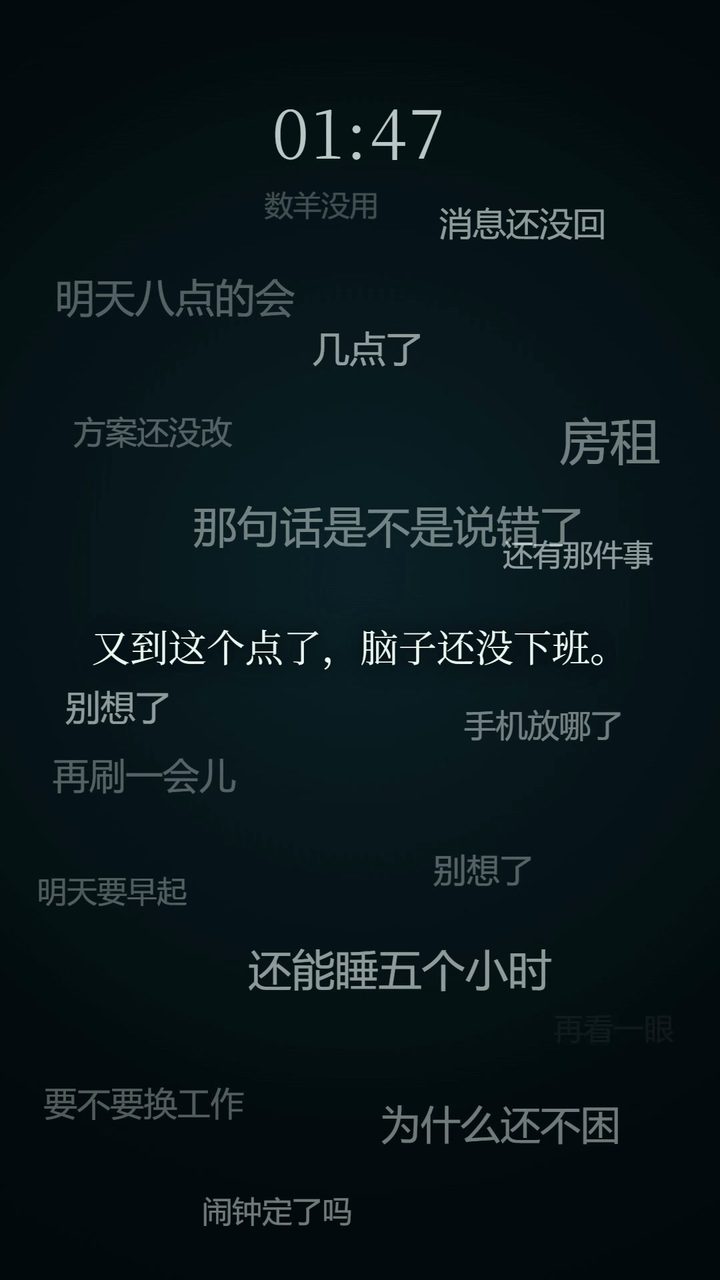 01:47
数羊没用
消息还没回
明天八点的会
几点了
方案还没改
房租
那句话是不是说错了
还有那件事
又到这个点了，脑子还没下班。
别想了
手机放哪了
再刷一会儿
别想了
明天要早起
还能睡五个小时
再看一眼
要不要换工作
为什么还不困
闹钟定了吗